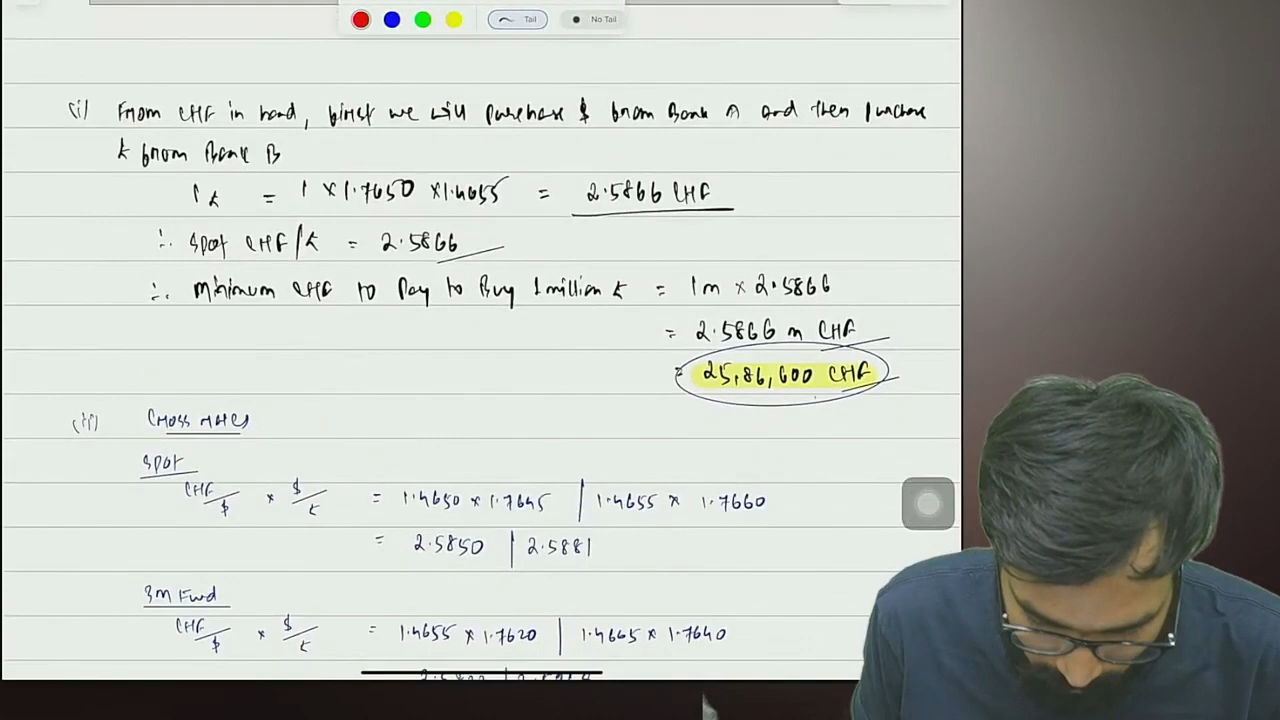 Tail No Tail
(i) From CHF in hand, first we will purchase $ from Bank A and then purchase
£ from Bank B
1 £ = 1 × 1.7650 × 1.4655 = 2.5866 CHF
∴ Spot CHF/£ = 2.5866
∴ Minimum CHF to Pay to Buy 1 million £ = 1m × 2.5866
= 2.5866 m CHF
= 25,86,600 CHF
(ii) Cross rates
Spot
CHF/$ × $/£ = 1.4650 × 1.7645 | 1.4655 × 1.7660
= 2.5850 | 2.5881
3M Fwd
CHF/$ × $/£ = 1.4655 × 1.7620 | 1.4665 × 1.7640